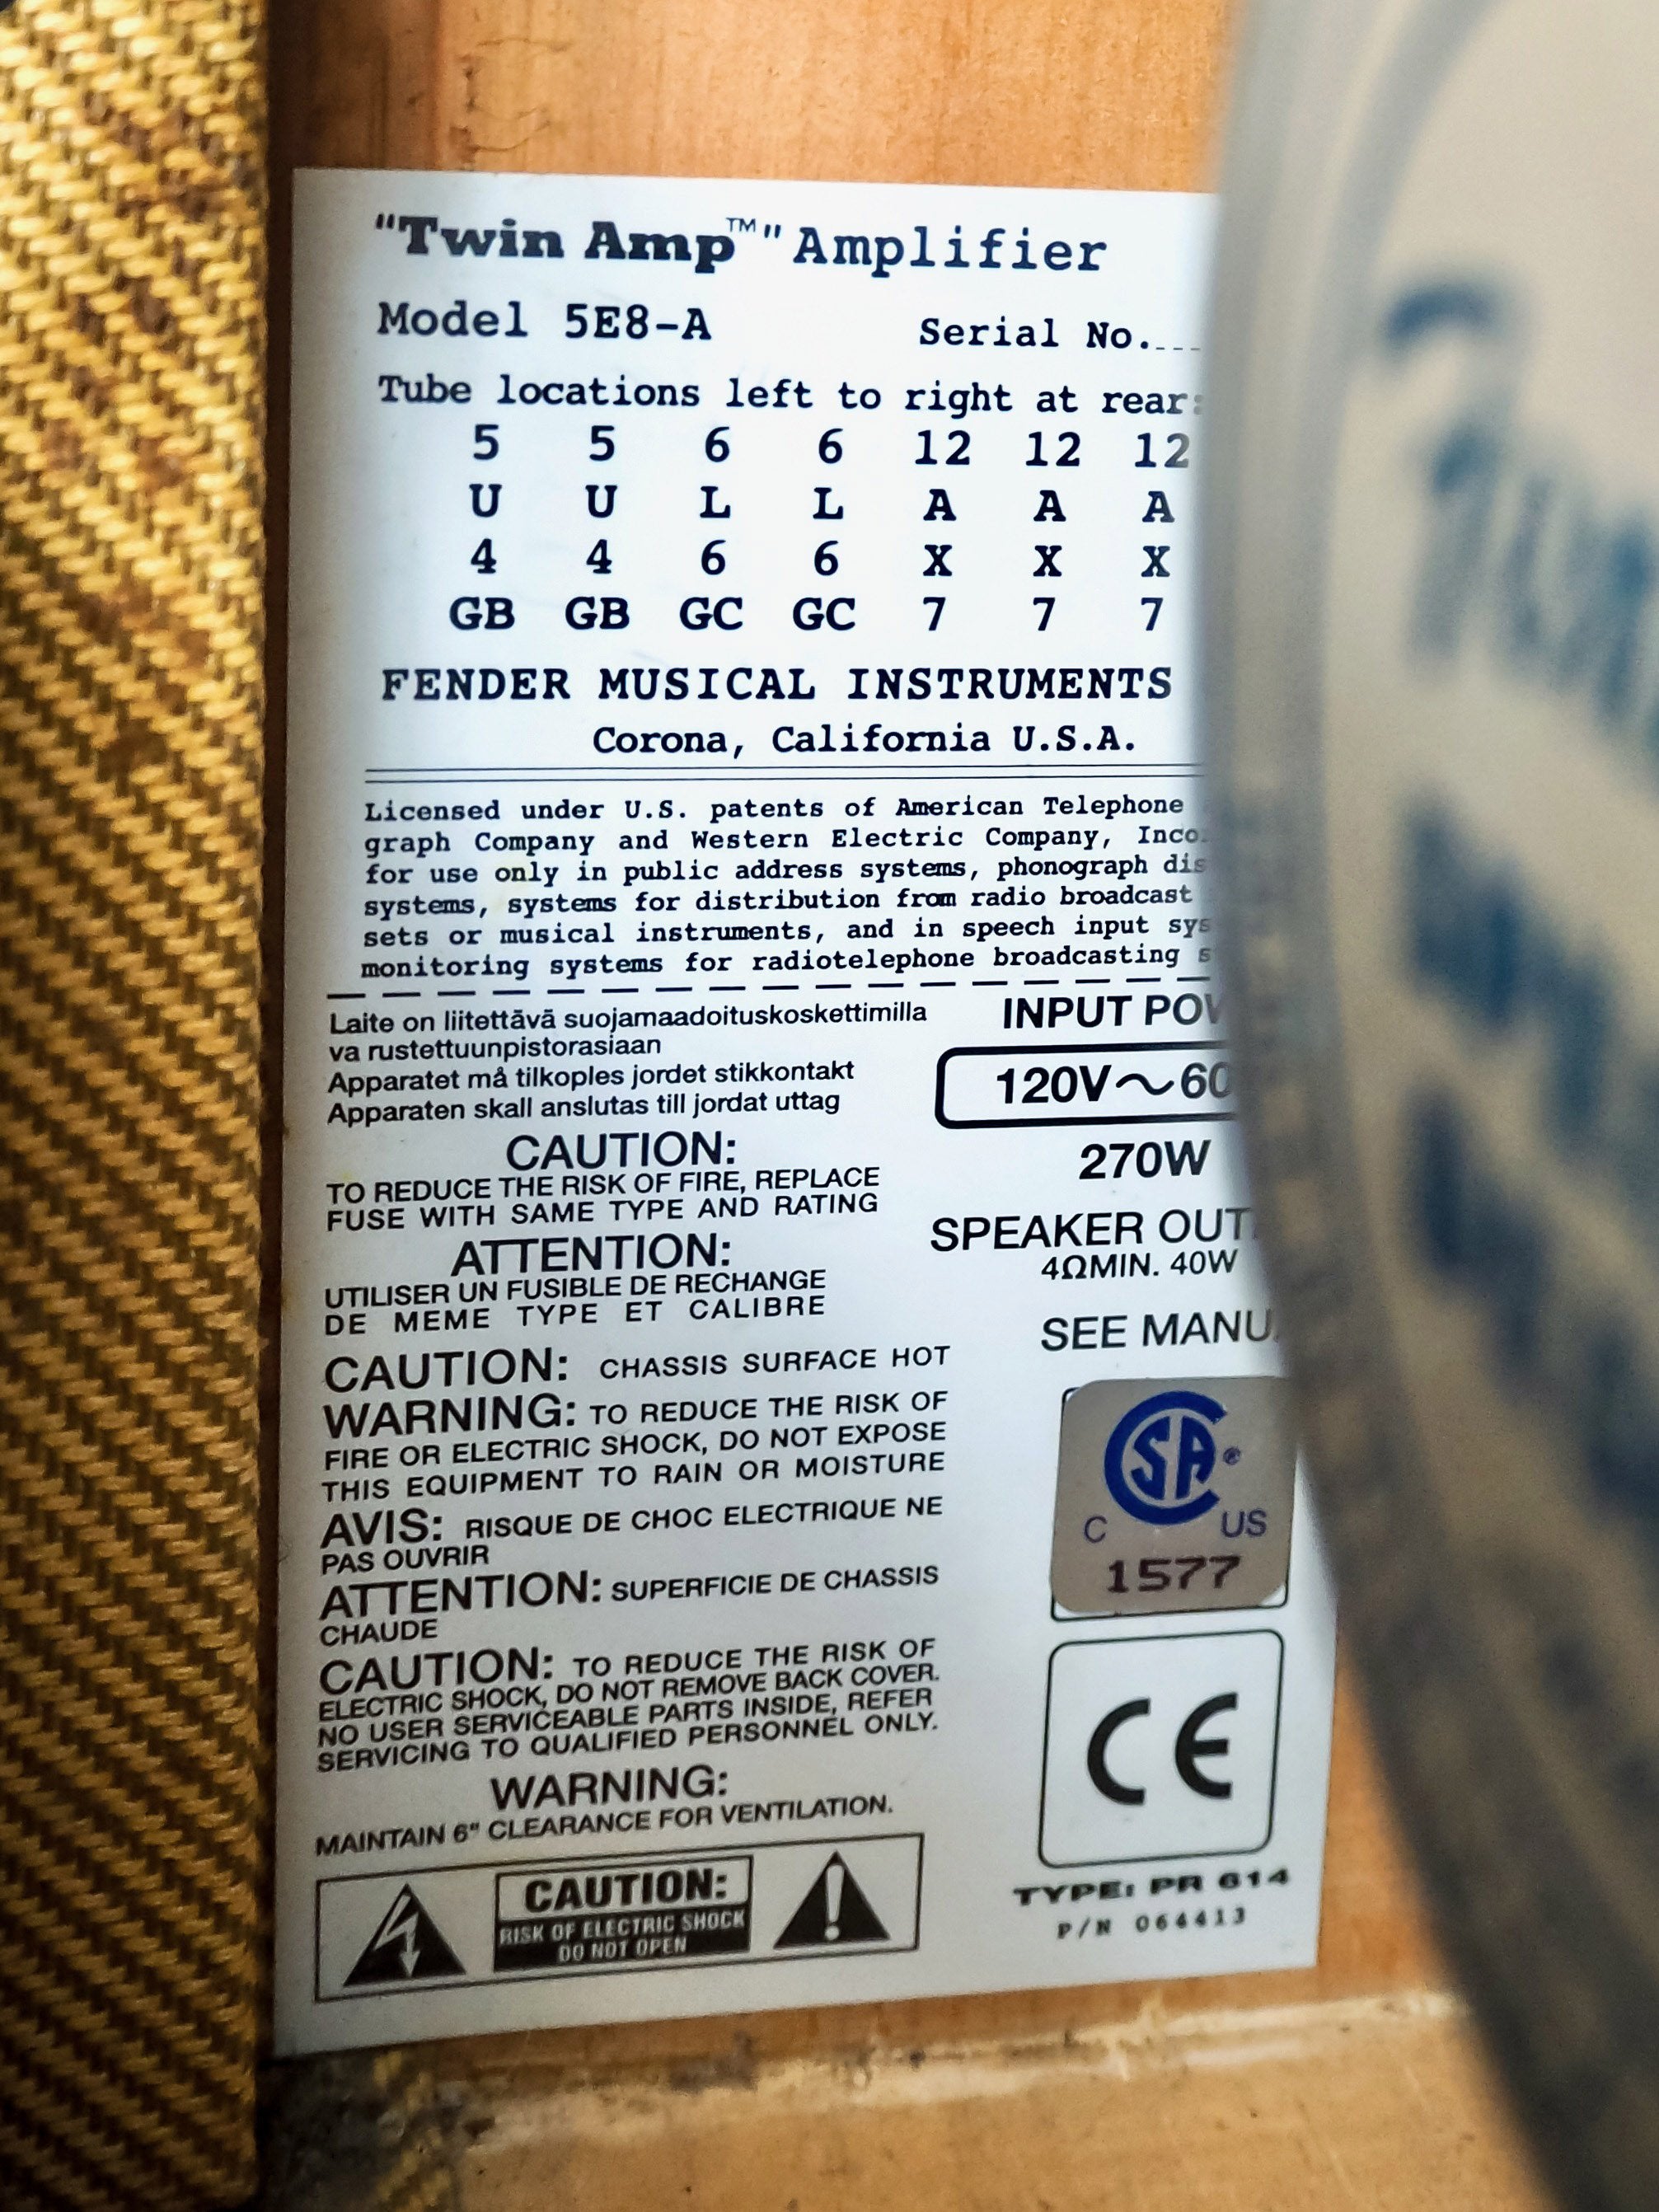 "Twin Amp™" Amplifier
Model 5E8-A
Serial No.
Tube locations left to right at rear:
5 5 6 6 12 12 12
U U L L A A A
4 4 6 6 X X X
GB GB GC GC 7 7 7
FENDER MUSICAL INSTRUMENTS
Corona, California U.S.A.
Licensed under U.S. patents of American Telephone
graph Company and Western Electric Company,
for use only in public address systems, phonograph
systems, systems for distribution from radio broadcast
sets or musical instruments, and in speech input
monitoring systems for radiotelephone broadcasting
Laite on liitettävä suojamaadoituskoskettimilla
va rustettuunpistorasiaan
Apparatet må tilkoples jordet stikkontakt
Apparaten skall anslutas till jordat uttag
CAUTION:
TO REDUCE THE RISK OF FIRE, REPLACE
FUSE WITH SAME TYPE AND RATING
ATTENTION:
UTILISER UN FUSIBLE DE RECHANGE
DE MEME TYPE ET CALIBRE
CAUTION: CHASSIS SURFACE HOT
WARNING: TO REDUCE THE RISK OF
FIRE OR ELECTRIC SHOCK, DO NOT EXPOSE
THIS EQUIPMENT TO RAIN OR MOISTURE
AVIS: RISQUE DE CHOC ELECTRIQUE NE
PAS OUVRIR
ATTENTION: SUPERFICIE DE CHASSIS
CHAUDE
CAUTION: TO REDUCE THE RISK OF
ELECTRIC SHOCK, DO NOT REMOVE BACK COVER.
NO USER SERVICEABLE PARTS INSIDE, REFER
SERVICING TO QUALIFIED PERSONNEL ONLY.
WARNING:
MAINTAIN 6" CLEARANCE FOR VENTILATION.
CAUTION:
RISK OF ELECTRIC SHOCK
DO NOT OPEN
INPUT
120V~60
270W
SPEAKER
4ΩMIN. 40W
SEE
CSA®
C US
1577
CE
TYPE: PR 614
P/N 064413